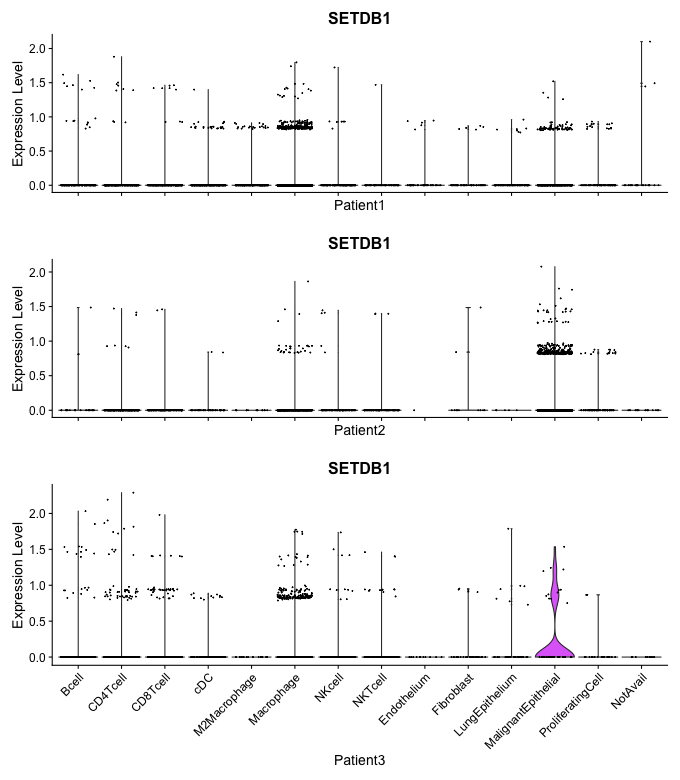 SETDB1
Expression Level
2.0
1.5
1.0
0.5
0.0
Patient1
SETDB1
Expression Level
2.0
1.5
1.0
0.5
0.0
Patient2
SETDB1
Expression Level
2.0
1.5
1.0
0.5
0.0
Bcell
CD4Tcell
CD8Tcell
cDC
M2Macrophage
Macrophage
NKcell
NKTcell
Endothelium
Fibroblast
LungEpithelium
MalignantEpithelial
ProliferatingCell
NotAvail
Patient3